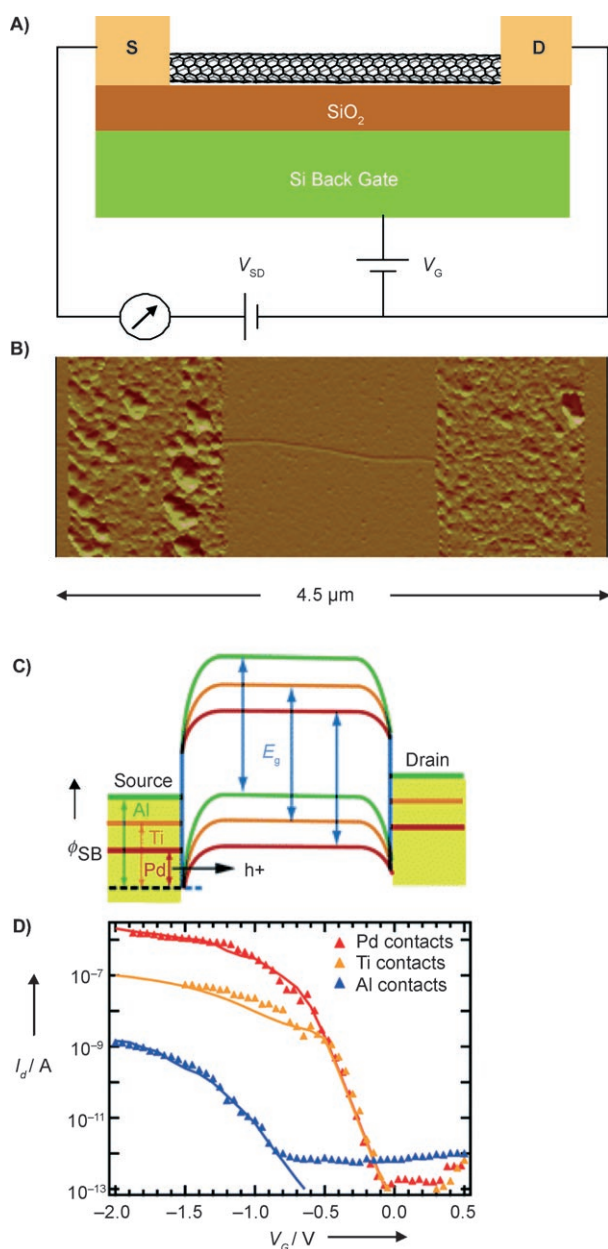 A)
S
D
SiO2
Si Back Gate
VSD
VG
B)
4.5 µm
C)
Eg
Source
Drain
Al
ϕSB
Ti
Pd
h+
D)
Pd contacts
Ti contacts
Al contacts
10⁻⁷
Id/ A
10⁻⁹
10⁻¹¹
10⁻¹³
−2.0 −1.5 −1.0 −0.5 0.0 0.5
VG/ V